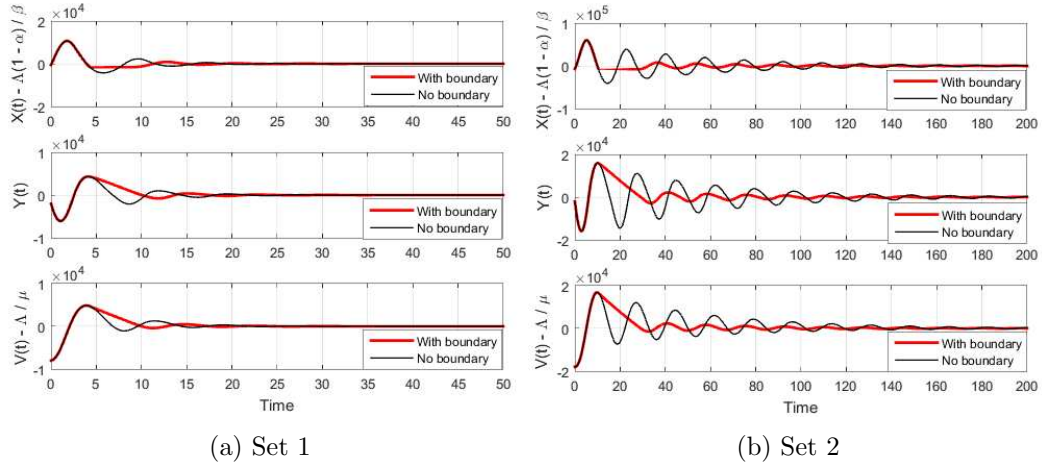 ×10⁴
X(t) - Λ(1 - α) / β
2
0
-2
With boundary
No boundary
0 5 10 15 20 25 30 35 40 45 50
×10⁴
Y(t)
1
0
-1
With boundary
No boundary
0 5 10 15 20 25 30 35 40 45 50
×10⁴
V(t) - Λ / μ
1
0
-1
With boundary
No boundary
0 5 10 15 20 25 30 35 40 45 50
Time
(a) Set 1
×10⁵
X(t) - Λ(1 - α) / β
1
0
-1
With boundary
No boundary
0 20 40 60 80 100 120 140 160 180 200
×10⁴
Y(t)
2
0
-2
With boundary
No boundary
0 20 40 60 80 100 120 140 160 180 200
×10⁴
V(t) - Λ / μ
2
0
-2
With boundary
No boundary
0 20 40 60 80 100 120 140 160 180 200
Time
(b) Set 2